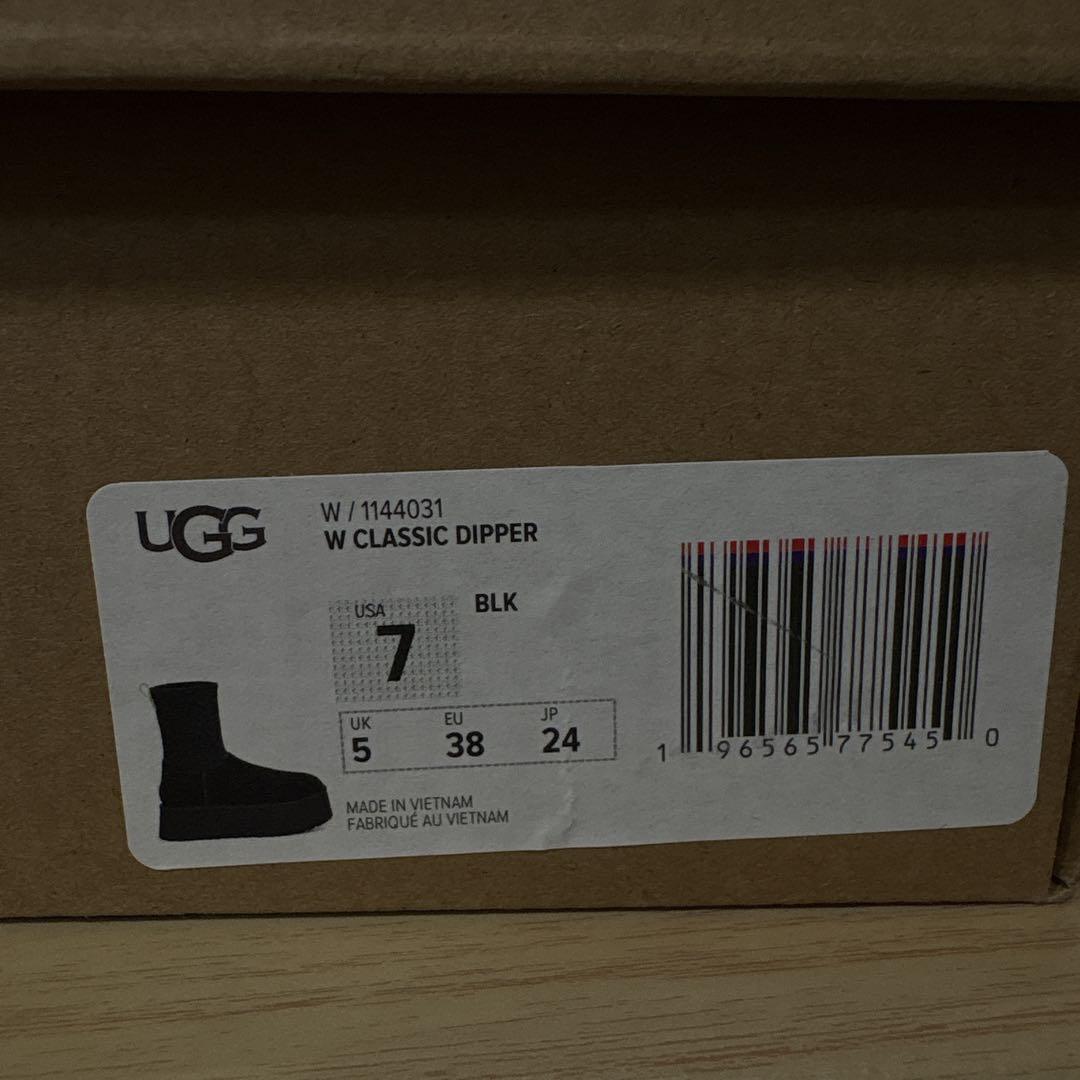 UGG
W / 1144031
W CLASSIC DIPPER
USA
7
BLK
UK EU JP
5 38 24
MADE IN VIETNAM
FABRIQUÉ AU VIETNAM
1 96565 77545 0